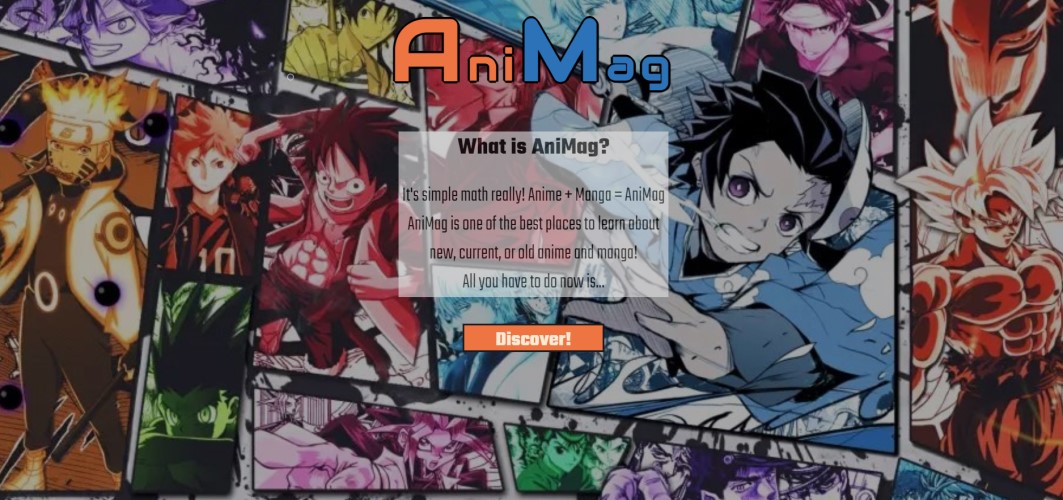 AniMag
What is AniMag?
It's simple math really! Anime + Manga = AniMag
AniMag is one of the best places to learn about
new, current, or old anime and manga!
All you have to do now is...
Discover!
10